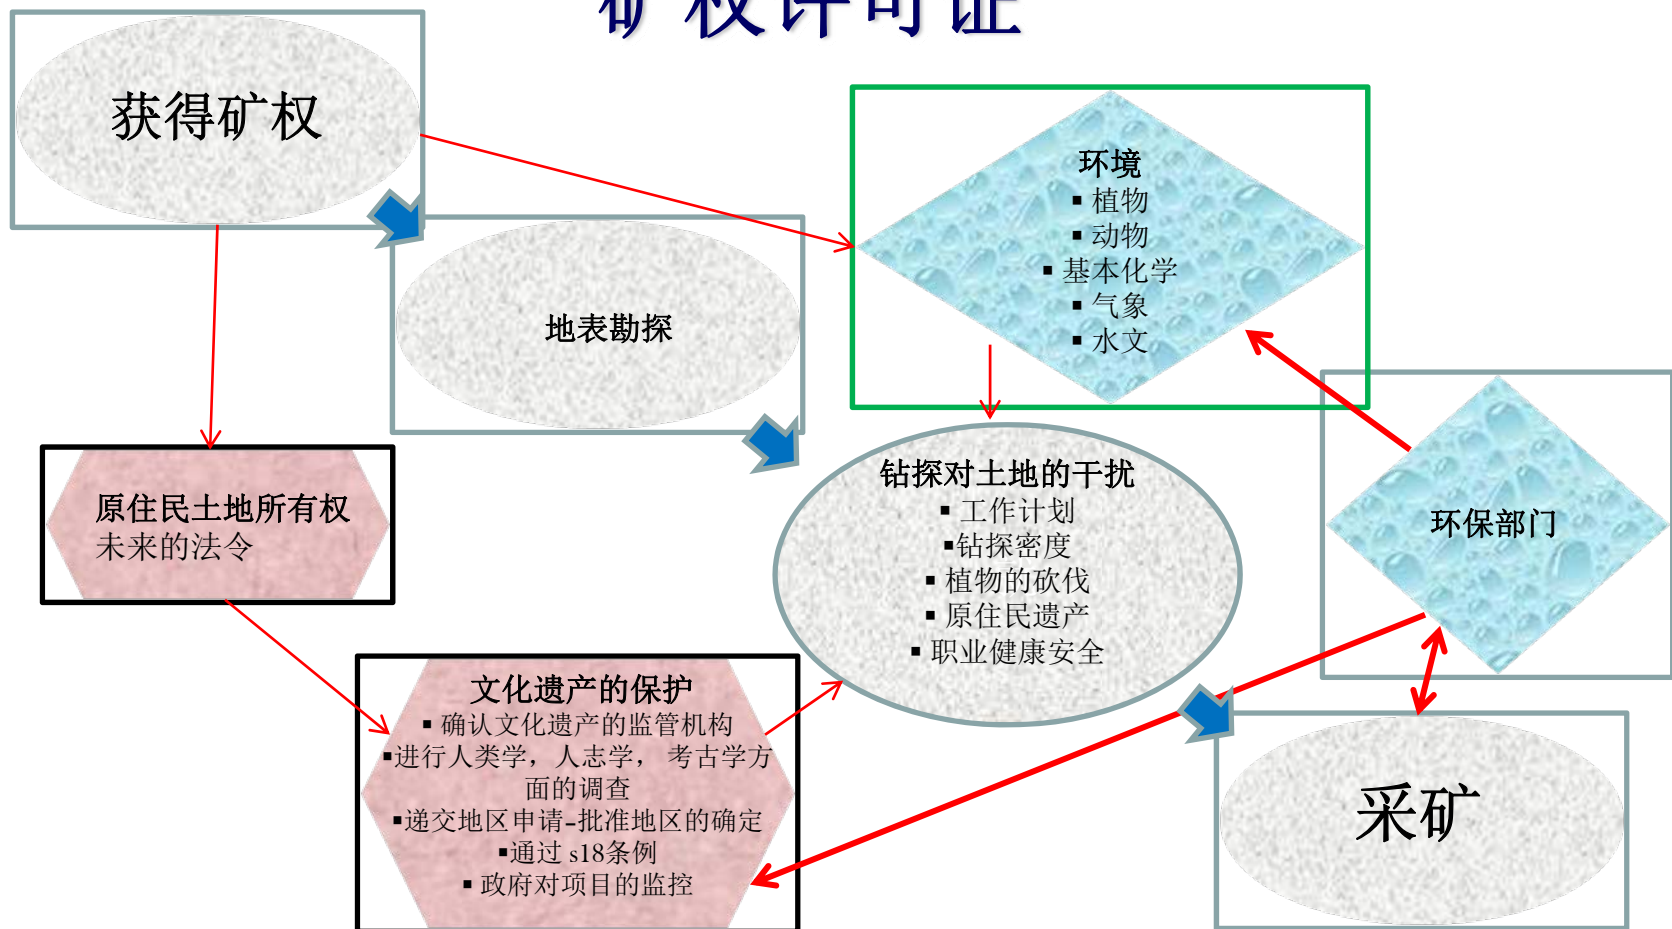 矿权许可证
获得矿权
环境
▪ 植物
▪ 动物
▪ 基本化学
▪ 气象
▪ 水文
地表勘探
原住民土地所有权
未来的法令
钻探对土地的干扰
▪ 工作计划
▪钻探密度
▪ 植物的砍伐
▪ 原住民遗产
▪ 职业健康安全
环保部门
文化遗产的保护
▪ 确认文化遗产的监管机构
▪进行人类学，人志学， 考古学方
面的调查
▪递交地区申请-批准地区的确定
▪通过 s18条例
▪ 政府对项目的监控
采矿